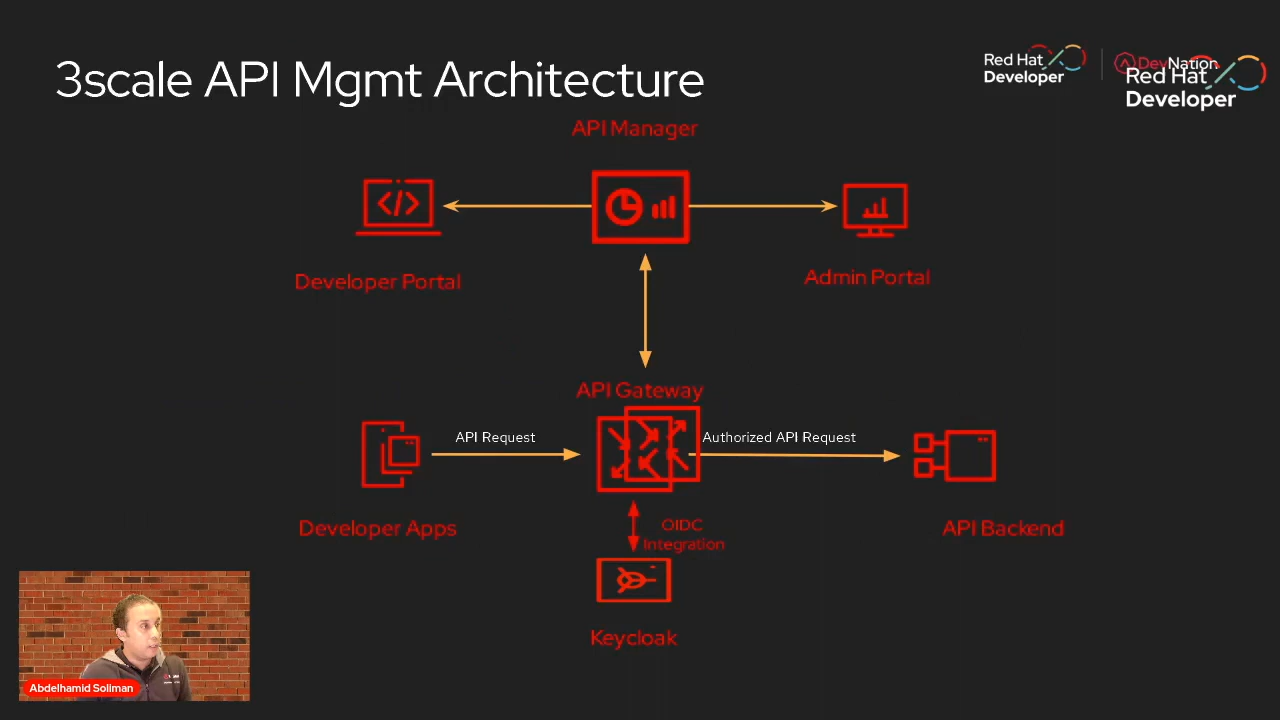 3scale API Mgmt Architecture
Red Hat
Developer
DevNation
Red Hat
Developer
API Manager
</>
Developer Portal
Admin Portal
API Gateway
API Request
Authorized API Request
Developer Apps
OIDC
Integration
API Backend
Keycloak
Abdelhamid Soliman